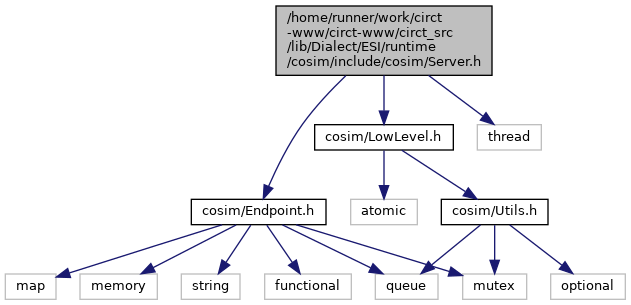 /home/runner/work/circt
-www/circt-www/circt_src
/lib/Dialect/ESI/runtime
/cosim/include/cosim/Server.h
cosim/LowLevel.h
thread
cosim/Endpoint.h
atomic
cosim/Utils.h
map
memory
string
functional
queue
mutex
optional